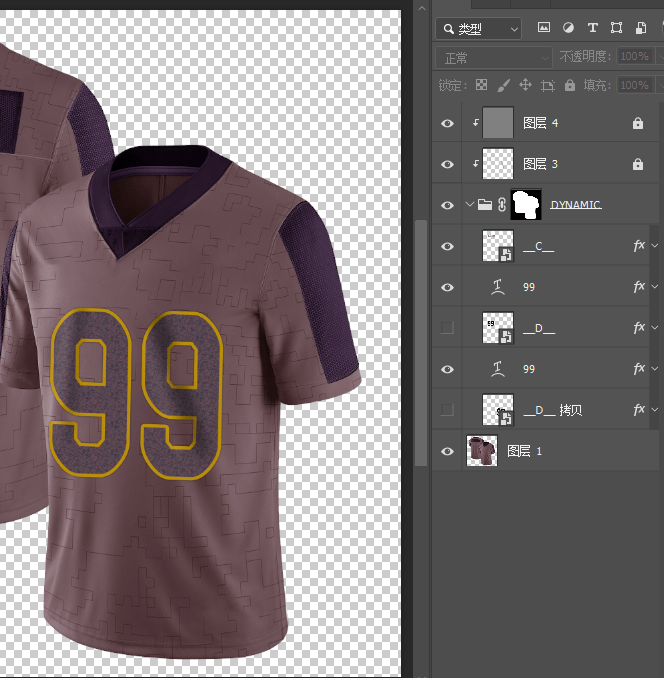 类型
正常
不透明度: 100%
锁定:
填充: 100%
图层 4
图层 3
DYNAMIC
__C__
fx
99
fx
__D__
fx
99
fx
__D__ 拷贝
fx
图层 1
99